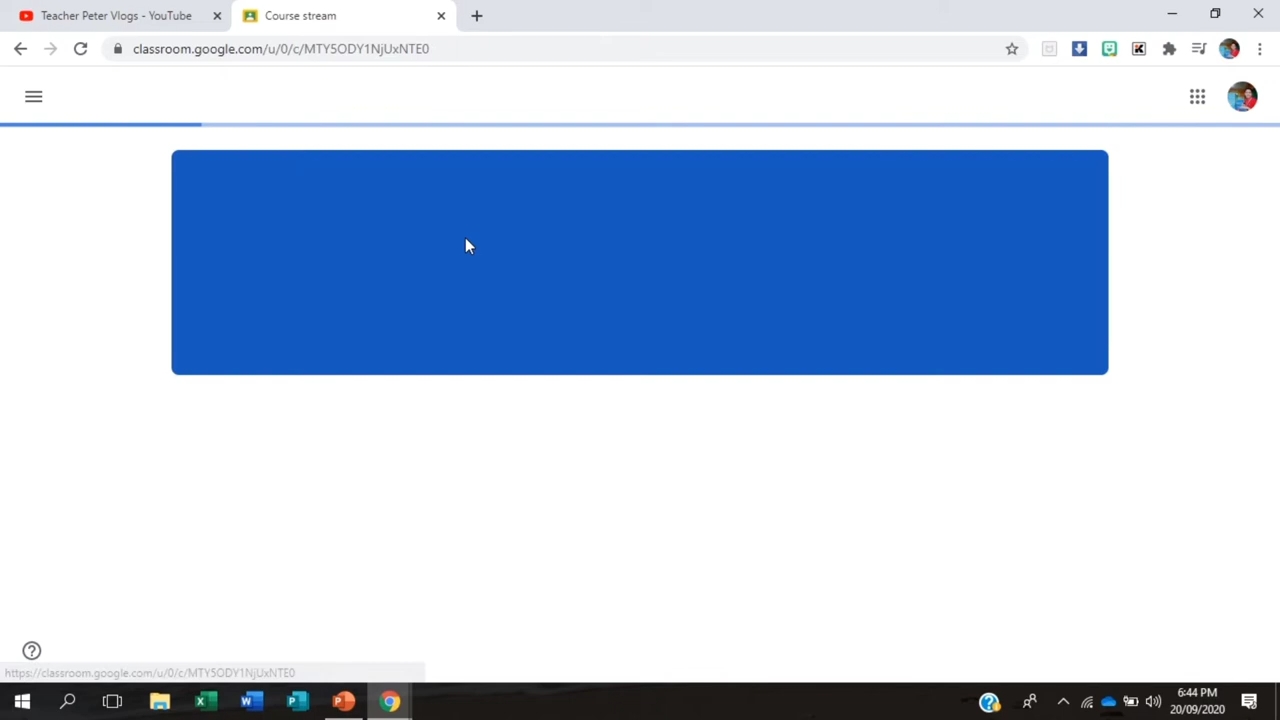 Teacher Peter Vlogs - YouTube
Course stream
classroom.google.com/u/0/c/MTY5ODY1NjUxNTE0
https://classroom.google.com/u/0/c/MTY5ODY1NjUxNTE0
6:44 PM
20/09/2020